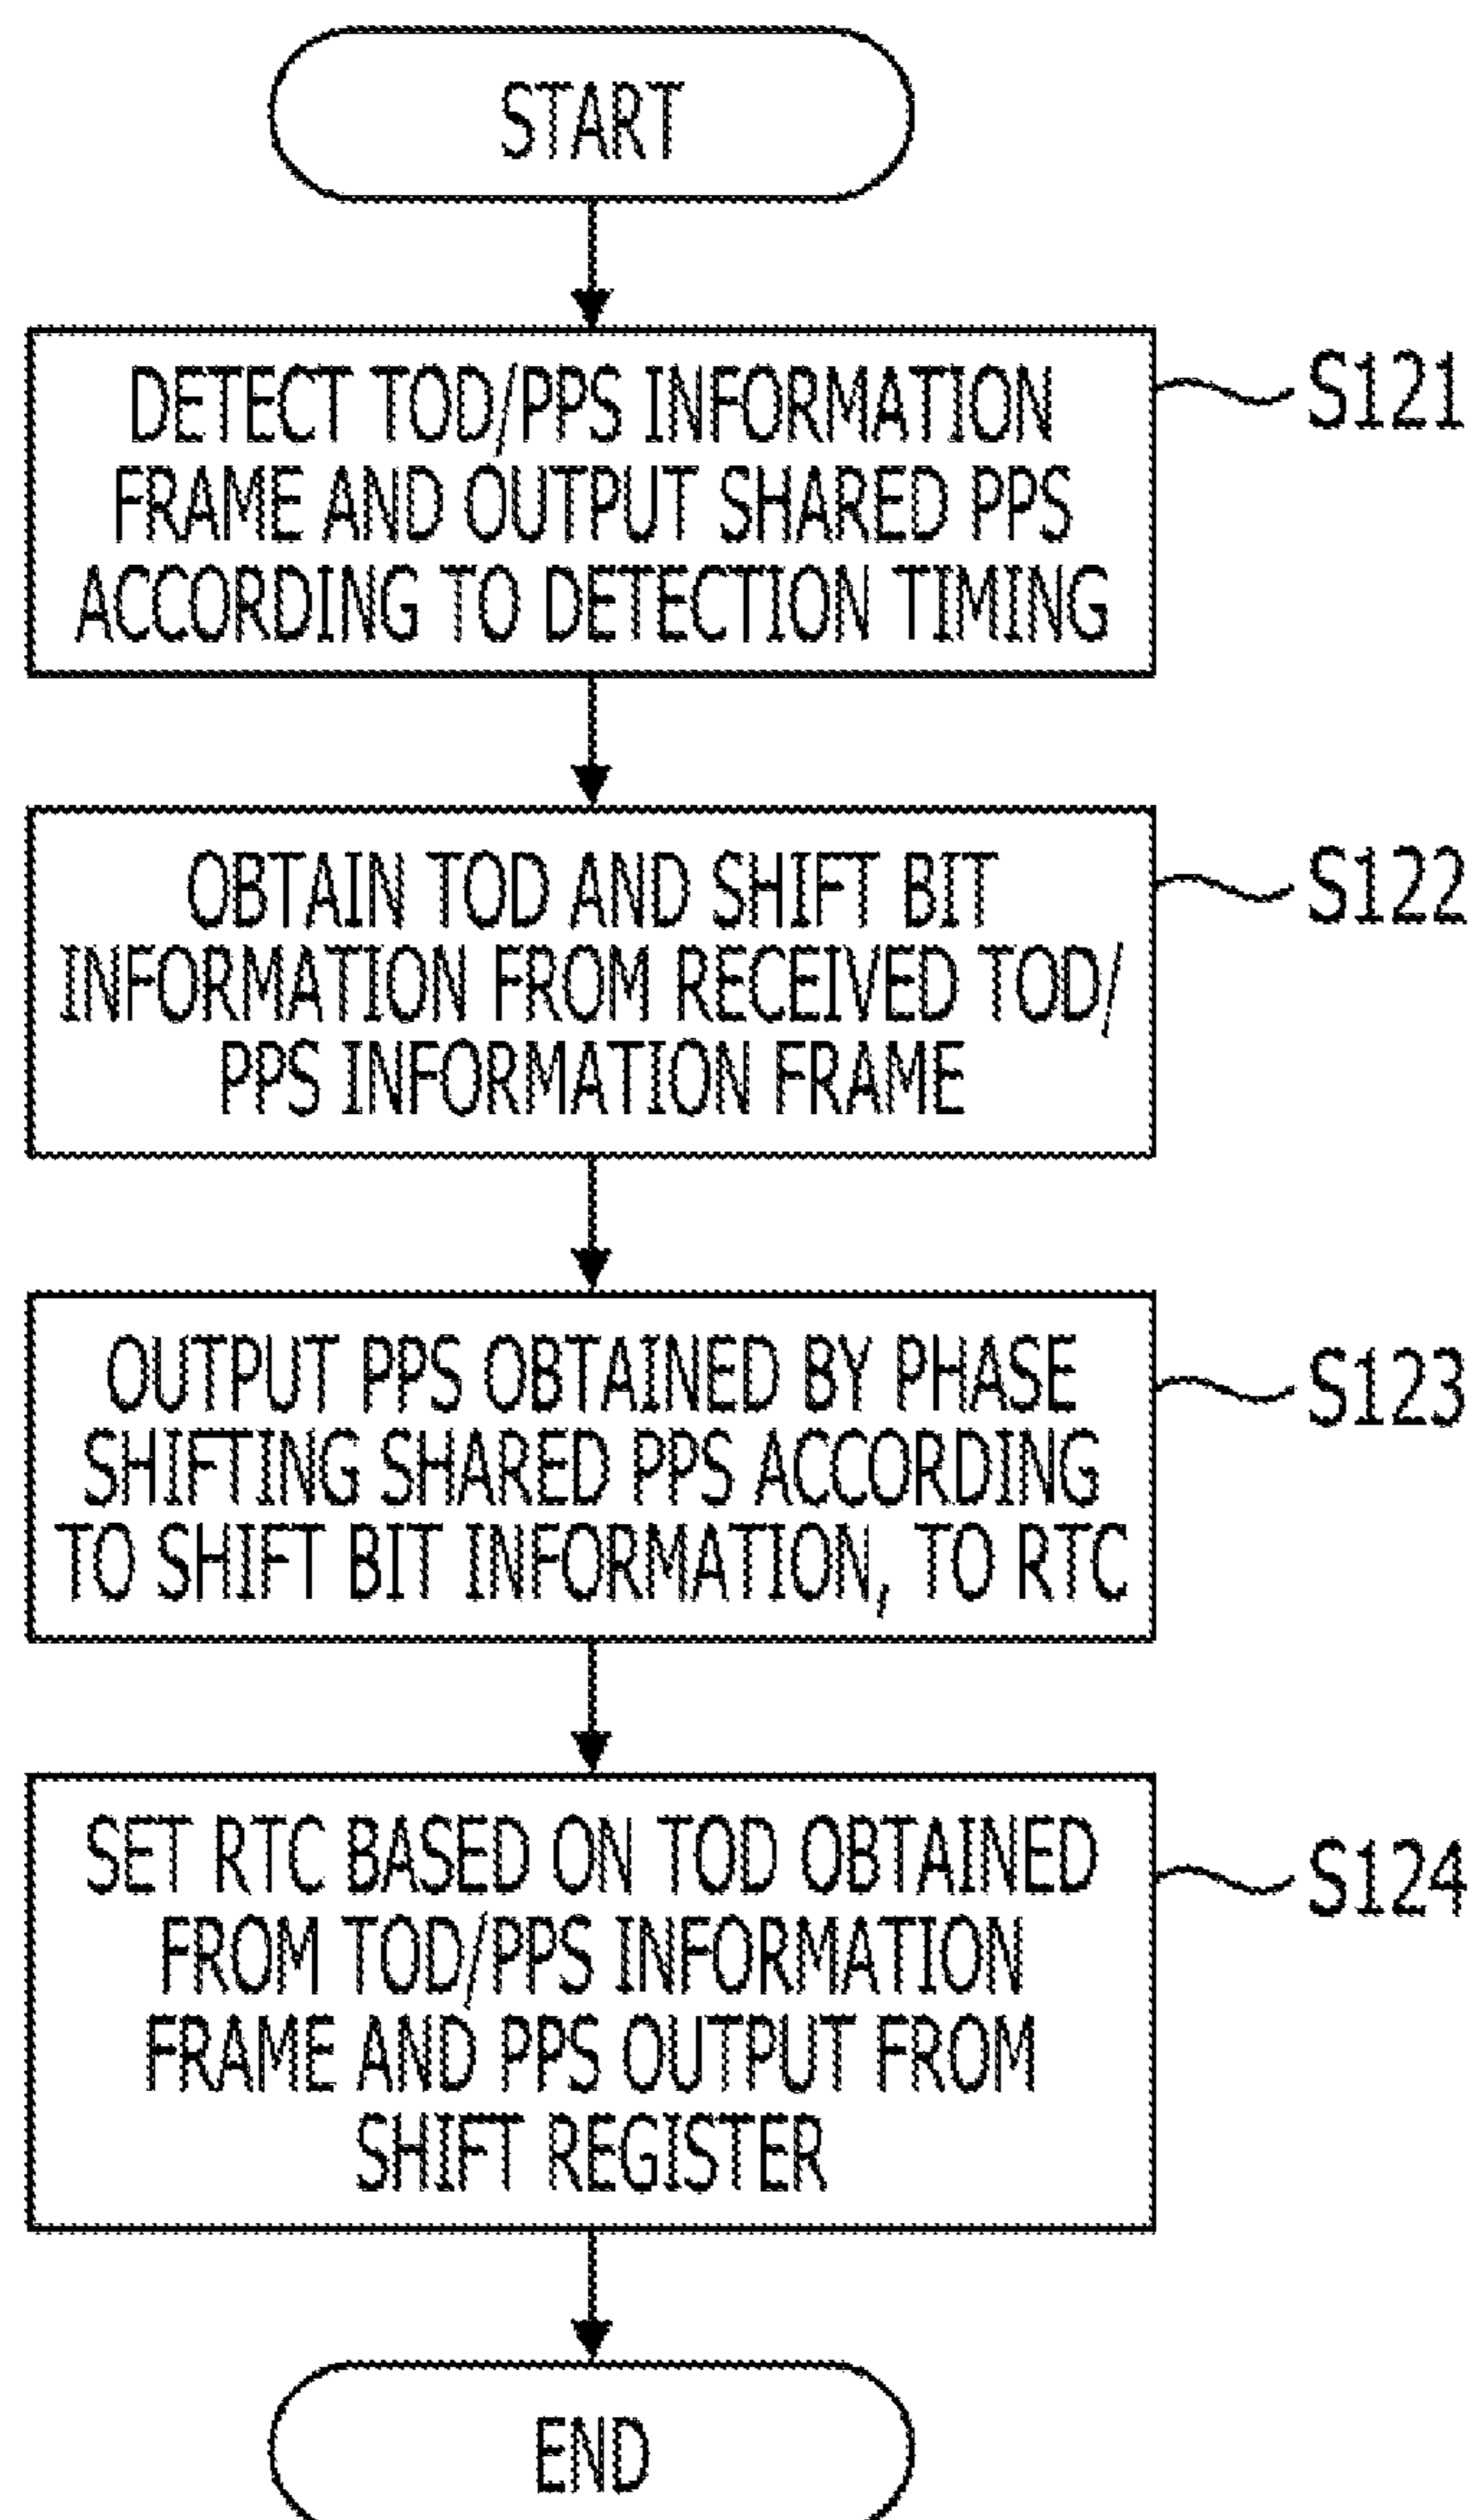 START
DETECT TOD/PPS INFORMATION
FRAME AND OUTPUT SHARED PPS
ACCORDING TO DETECTION TIMING
S121
OBTAIN TOD AND SHIFT BIT
INFORMATION FROM RECEIVED TOD/
PPS INFORMATION FRAME
S122
OUTPUT PPS OBTAINED BY PHASE
SHIFTING SHARED PPS ACCORDING
TO SHIFT BIT INFORMATION, TO RTC
S123
SET RTC BASED ON TOD OBTAINED
FROM TOD/PPS INFORMATION
FRAME AND PPS OUTPUT FROM
SHIFT REGISTER
S124
END